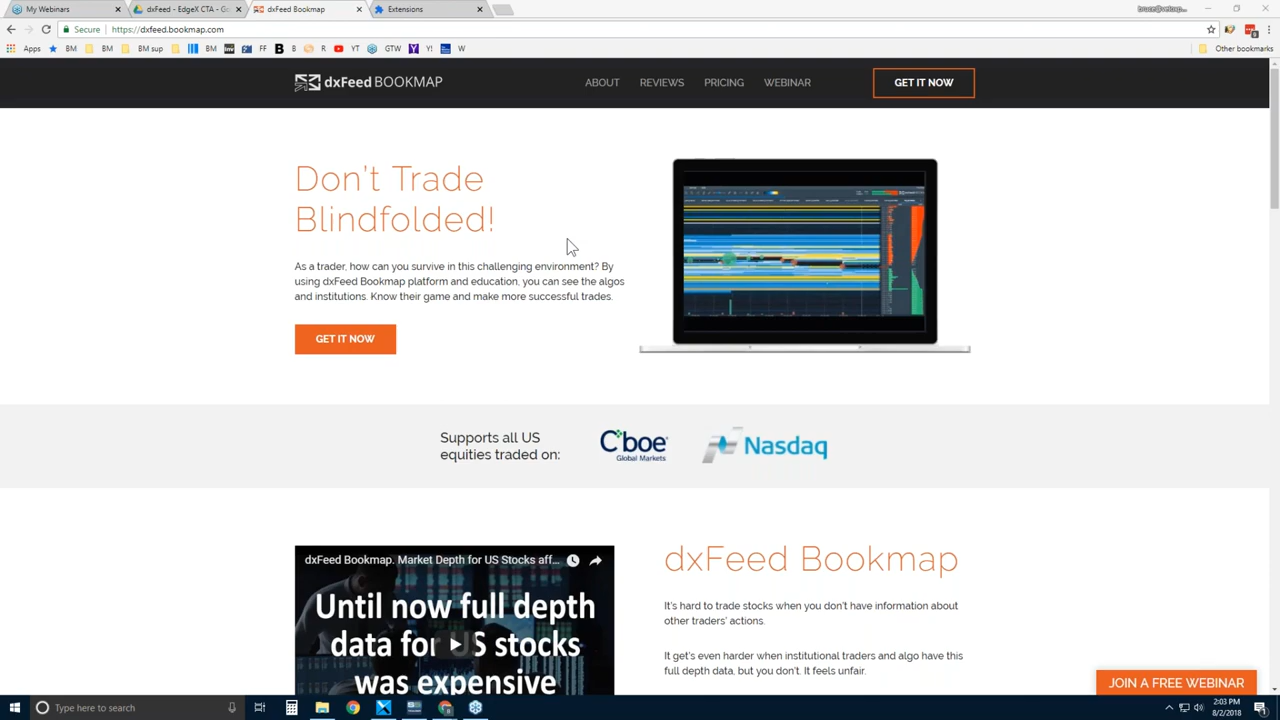 My Webinars
dxFeed - EdgeX CTA - Go
dxFeed Bookmap
Extensions
Secure
https://dxfeed.bookmap.com
Apps
BM
BM
BM sup
BM
FF
B
R
YT
GTW
Y!
W
Other bookmarks
dxFeed BOOKMAP
ABOUT
REVIEWS
PRICING
WEBINAR
GET IT NOW
Don't Trade
Blindfolded!
As a trader, how can you survive in this challenging environment? By
using dxFeed Bookmap platform and education, you can see the algos
and institutions. Know their game and make more successful trades.
GET IT NOW
Supports all US
equities traded on:
Cboe
Global Markets
Nasdaq
dxFeed Bookmap. Market Depth for US Stocks aff...
Until now full depth
data for US stocks
was expensive
dxFeed Bookmap
It's hard to trade stocks when you don't have information about
other traders' actions.
It get's even harder when institutional traders and algo have this
full depth data, but you don't. It feels unfair.
JOIN A FREE WEBINAR
Type here to search
2:03 PM
8/2/2018